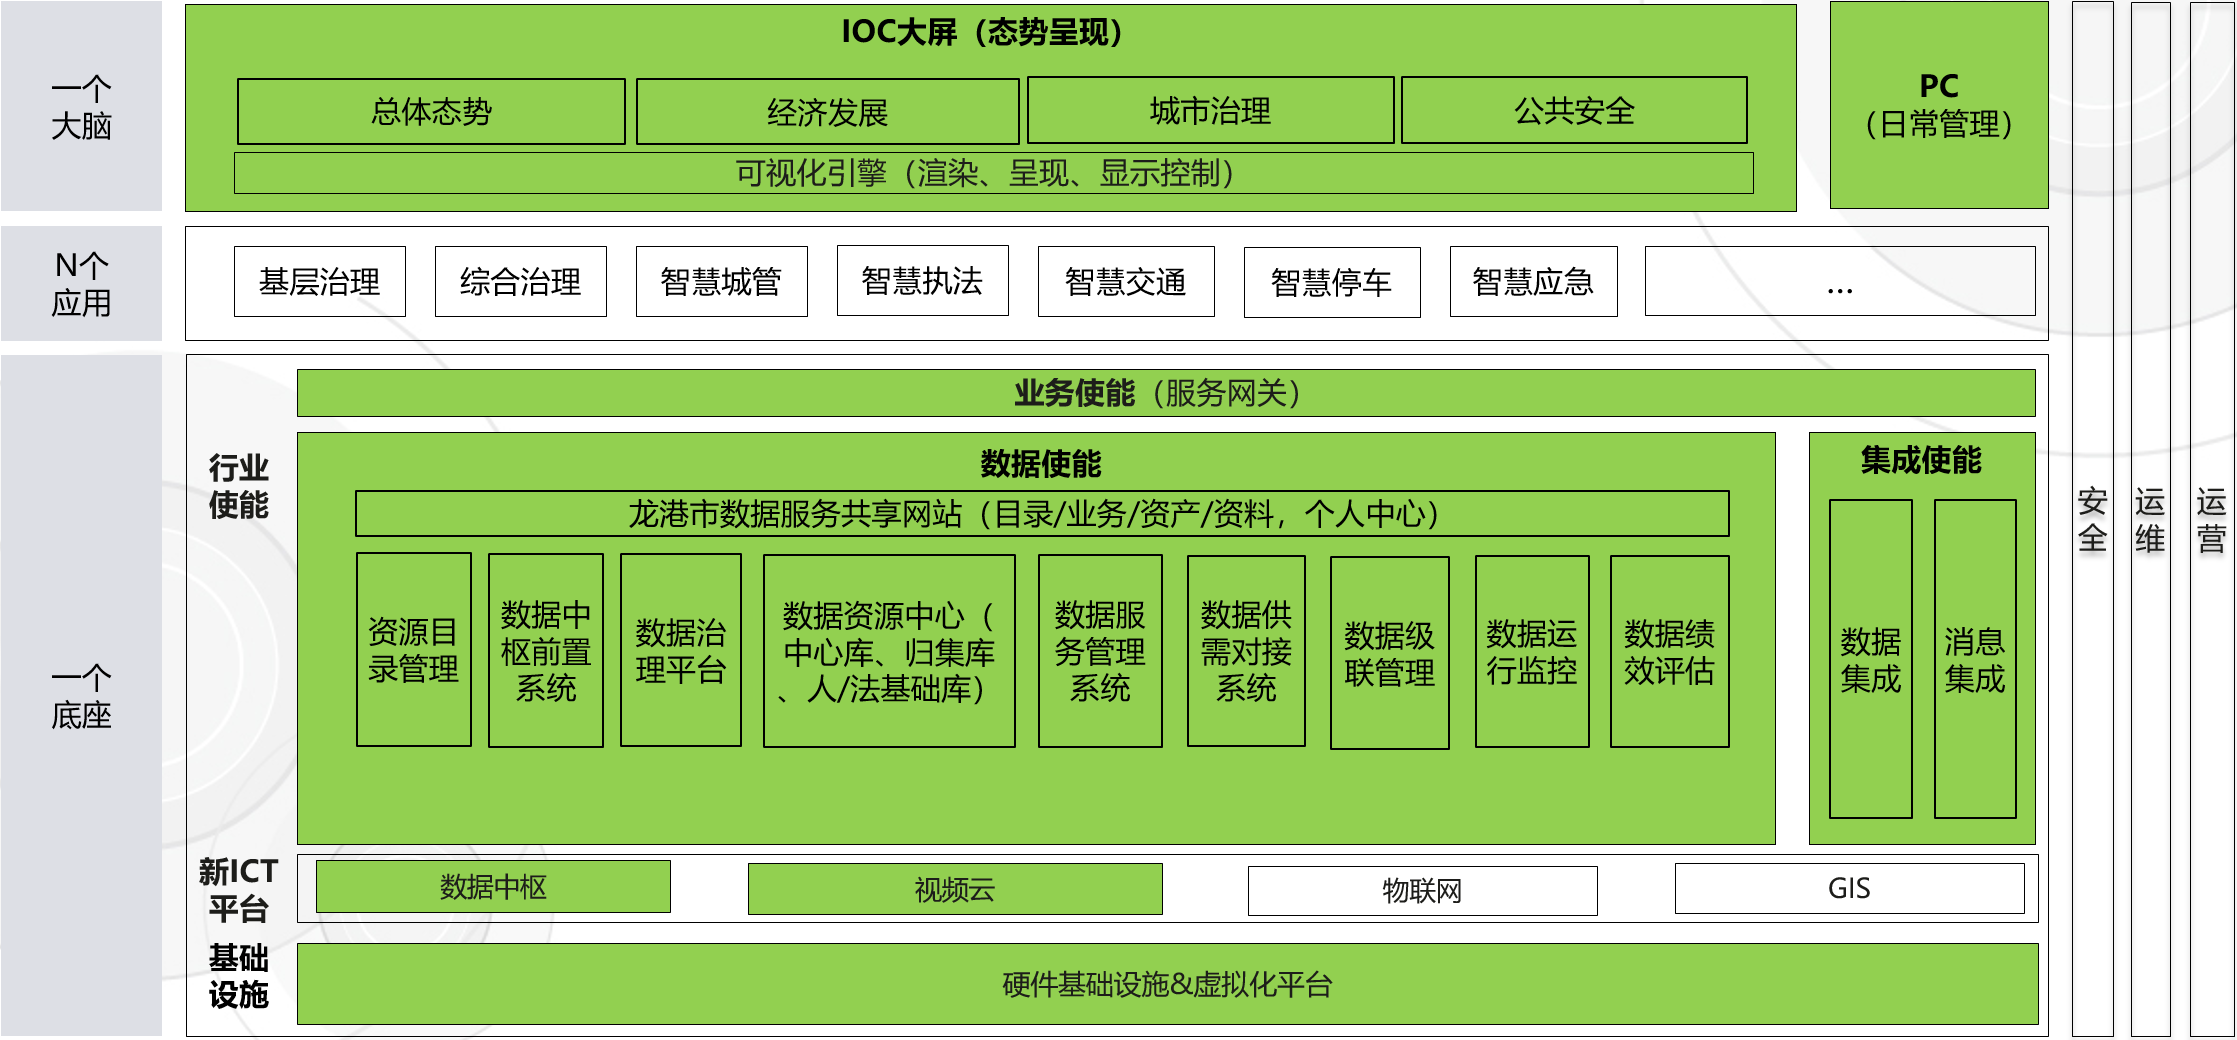 一个
大脑
IOC大屏（态势呈现）
总体态势
经济发展
城市治理
公共安全
可视化引擎（渲染、呈现、显示控制）
PC
（日常管理）
N个
应用
基层治理
综合治理
智慧城管
智慧执法
智慧交通
智慧停车
智慧应急
...
一个
底座
行业
使能
业务使能（服务网关）
数据使能
龙港市数据服务共享网站（目录/业务/资产/资料，个人中心）
资源目
录管理
数据中
枢前置
系统
数据治
理平台
数据资源中心（
中心库、归集库
、人/法基础库）
数据服
务管理
系统
数据供
需对接
系统
数据级
联管理
数据运
行监控
数据绩
效评估
集成使能
数据
集成
消息
集成
新ICT
平台
数据中枢
视频云
物联网
GIS
基础
设施
硬件基础设施&虚拟化平台
安
全
运
维
运
营